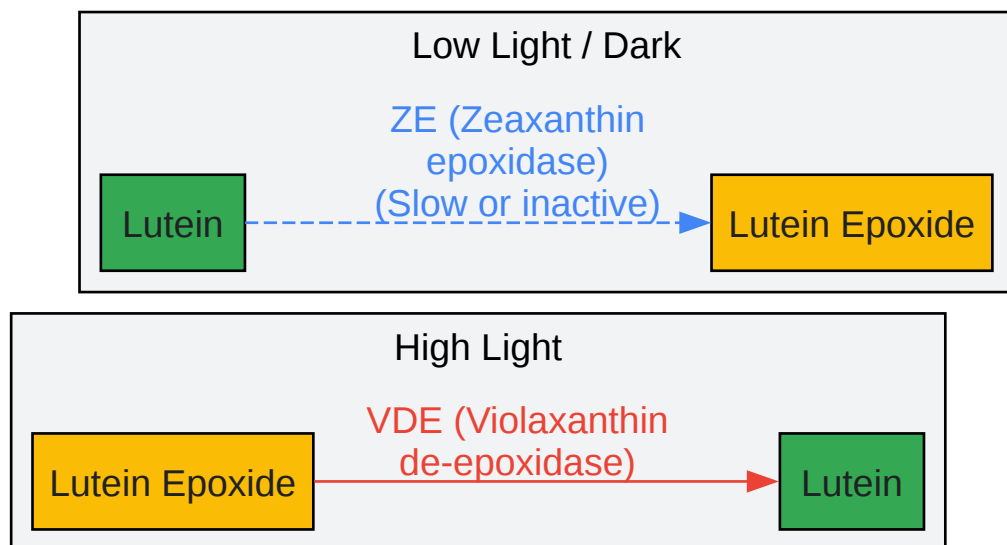 Low Light / Dark
ZE (Zeaxanthin
epoxidase)
(Slow or inactive)
Lutein
Lutein Epoxide
High Light
VDE (Violaxanthin
de-epoxidase)
Lutein Epoxide
Lutein